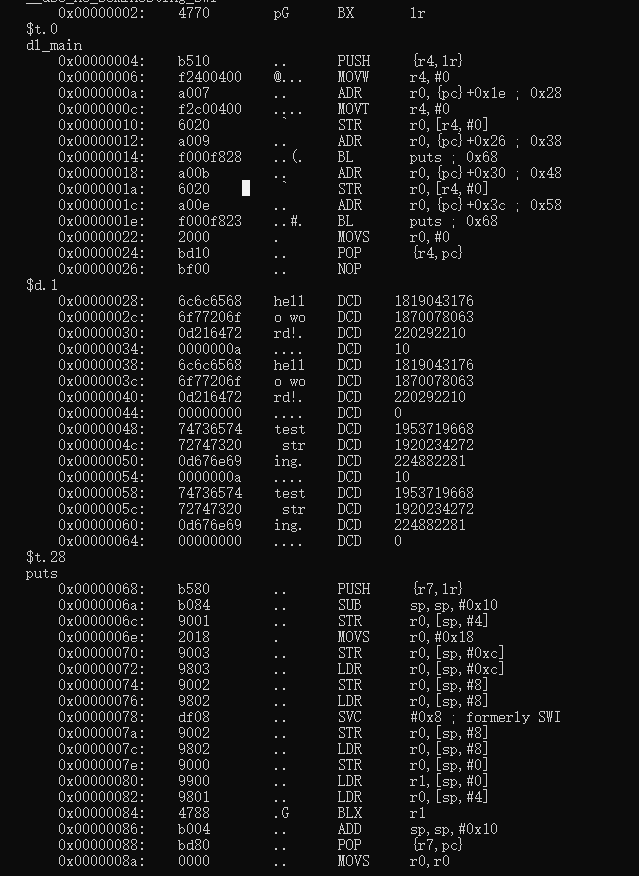 0x00000002: 4770 pG BX lr
$t.0
dl_main
0x00000004: b510 .. PUSH {r4,lr}
0x00000006: f2400400 @... MOVW r4,#0
0x0000000a: a007 .. ADR r0,{pc}+0x1e ; 0x28
0x0000000c: f2c00400 .... MOVT r4,#0
0x00000010: 6020 ` STR r0,[r4,#0]
0x00000012: a009 .. ADR r0,{pc}+0x26 ; 0x38
0x00000014: f000f828 ..(. BL puts ; 0x68
0x00000018: a00b .. ADR r0,{pc}+0x30 ; 0x48
0x0000001a: 6020 ` STR r0,[r4,#0]
0x0000001c: a00e .. ADR r0,{pc}+0x3c ; 0x58
0x0000001e: f000f823 ..#. BL puts ; 0x68
0x00000022: 2000 . MOVS r0,#0
0x00000024: bd10 .. POP {r4,pc}
0x00000026: bf00 .. NOP
$d.1
0x00000028: 6c6c6568 hell DCD 1819043176
0x0000002c: 6f77206f o wo DCD 1870078063
0x00000030: 0d216472 rd!. DCD 220292210
0x00000034: 0000000a .... DCD 10
0x00000038: 6c6c6568 hell DCD 1819043176
0x0000003c: 6f77206f o wo DCD 1870078063
0x00000040: 0d216472 rd!. DCD 220292210
0x00000044: 00000000 .... DCD 0
0x00000048: 74736574 test DCD 1953719668
0x0000004c: 72747320 str DCD 1920234272
0x00000050: 0d676e69 ing. DCD 224882281
0x00000054: 0000000a .... DCD 10
0x00000058: 74736574 test DCD 1953719668
0x0000005c: 72747320 str DCD 1920234272
0x00000060: 0d676e69 ing. DCD 224882281
0x00000064: 00000000 .... DCD 0
$t.28
puts
0x00000068: b580 .. PUSH {r7,lr}
0x0000006a: b084 .. SUB sp,sp,#0x10
0x0000006c: 9001 .. STR r0,[sp,#4]
0x0000006e: 2018 . MOVS r0,#0x18
0x00000070: 9003 .. STR r0,[sp,#0xc]
0x00000072: 9803 .. LDR r0,[sp,#0xc]
0x00000074: 9002 .. STR r0,[sp,#8]
0x00000076: 9802 .. LDR r0,[sp,#8]
0x00000078: df08 .. SVC #0x8 ; formerly SWI
0x0000007a: 9002 .. STR r0,[sp,#8]
0x0000007c: 9802 .. LDR r0,[sp,#8]
0x0000007e: 9000 .. STR r0,[sp,#0]
0x00000080: 9900 .. LDR r1,[sp,#0]
0x00000082: 9801 .. LDR r0,[sp,#4]
0x00000084: 4788 .G BLX r1
0x00000086: b004 .. ADD sp,sp,#0x10
0x00000088: bd80 .. POP {r7,pc}
0x0000008a: 0000 .. MOVS r0,r0